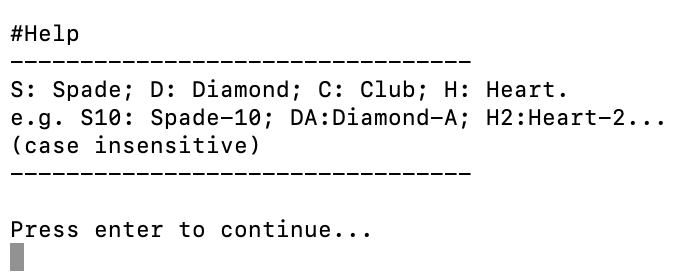 #Help
---------------------------------
S: Spade; D: Diamond; C: Club; H: Heart.
e.g. S10: Spade-10; DA:Diamond-A; H2:Heart-2...
(case insensitive)
---------------------------------
Press enter to continue...